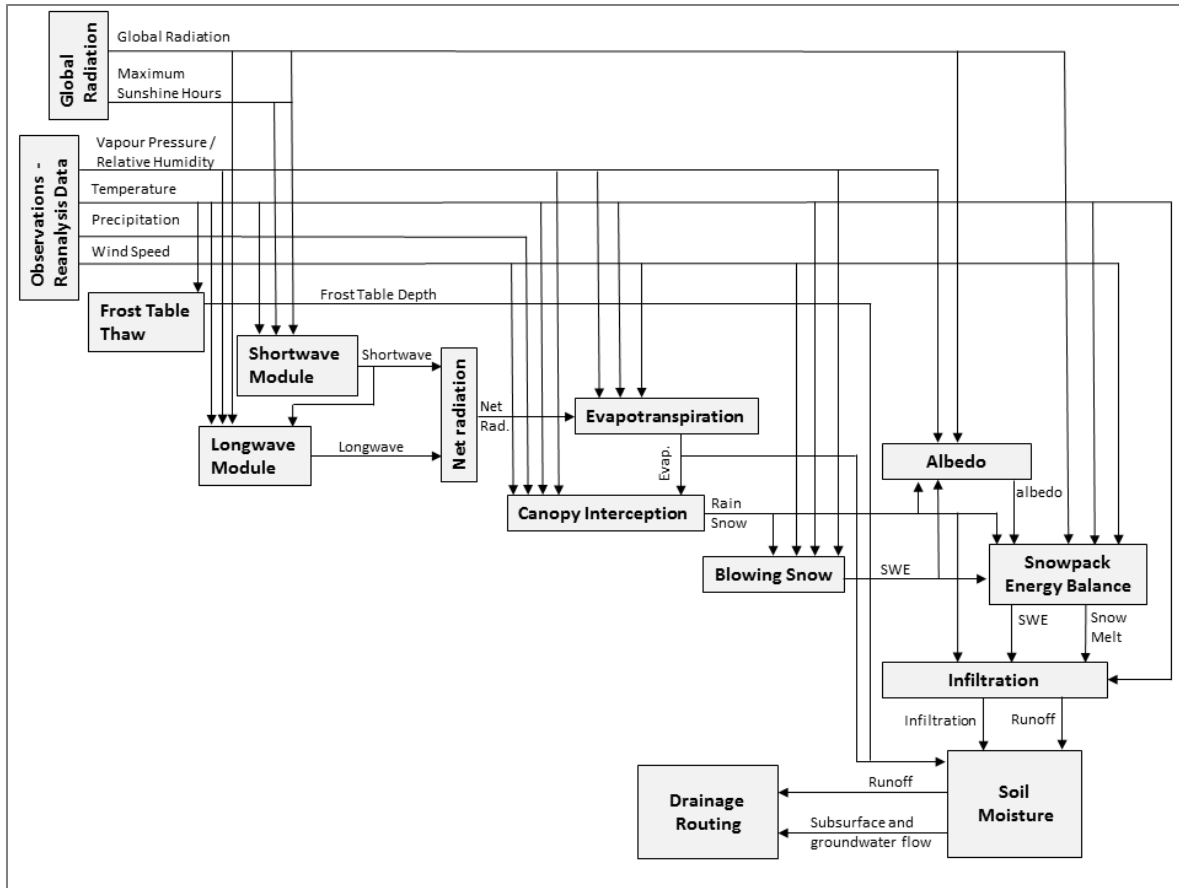 Global
Radiation
Global Radiation
Maximum
Sunshine Hours
Observations -
Reanalysis Data
Vapour Pressure /
Relative Humidity
Temperature
Precipitation
Wind Speed
Frost Table
Thaw
Frost Table Depth
Shortwave
Module
Shortwave
Net radiation
Longwave
Module
Longwave
Net
Rad.
Evapotranspiration
Evap.
Canopy Interception
Rain
Snow
Albedo
albedo
Blowing Snow
SWE
Snowpack
Energy Balance
SWE
Snow
Melt
Infiltration
Infiltration
Runoff
Soil
Moisture
Runoff
Subsurface and
groundwater flow
Drainage
Routing